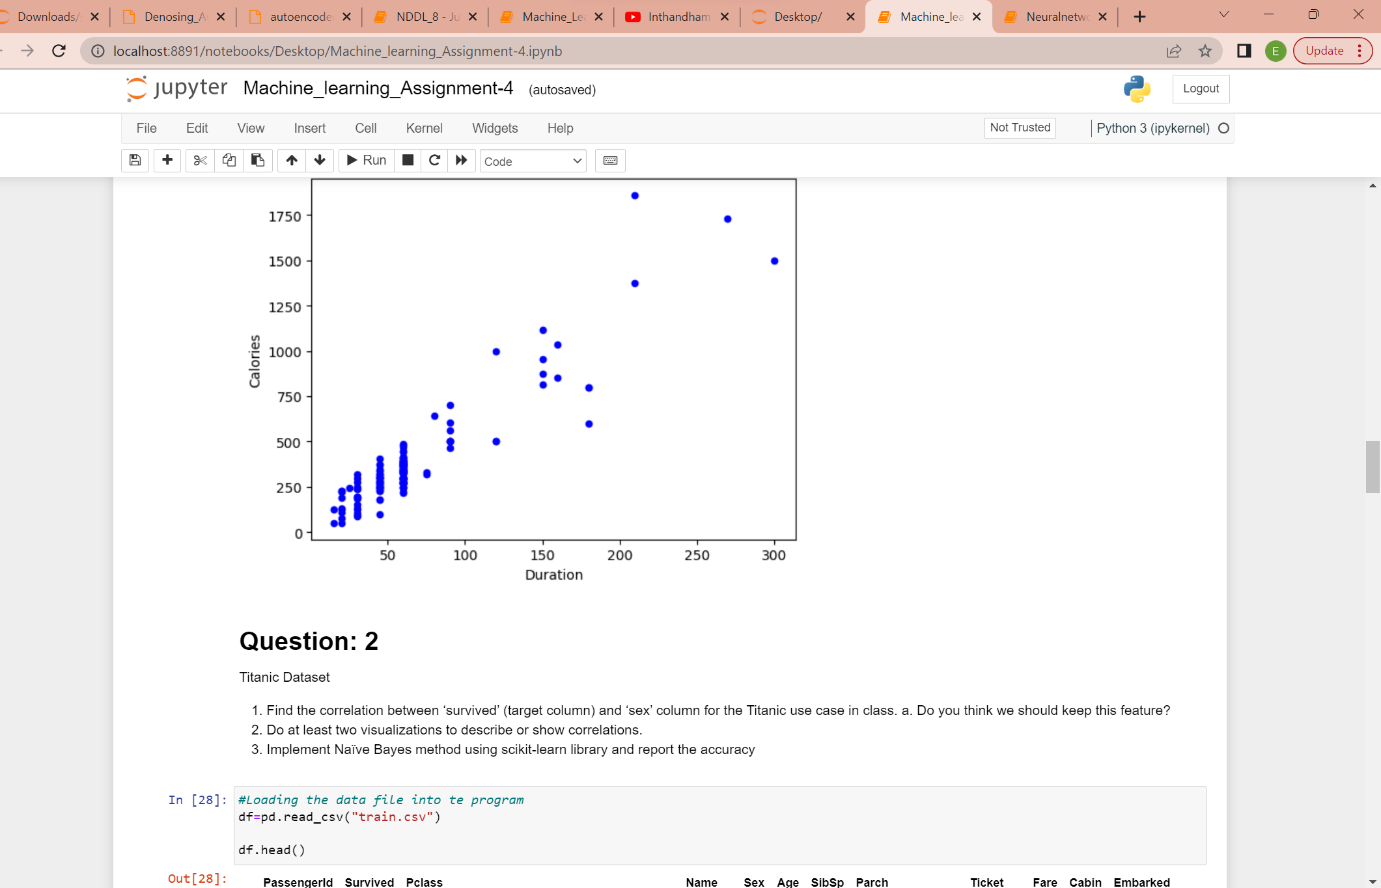 Downloads/
Denosing_A
autoencode
NDDL_8 - Ju
Machine_Le
Inthandham
Desktop/
Machine_lea
Neuralnetwo
localhost:8891/notebooks/Desktop/Machine_learning_Assignment-4.ipynb
E
Update
jupyter Machine_learning_Assignment-4 (autosaved)
Logout
File Edit View Insert Cell Kernel Widgets Help
Not Trusted
Python 3 (ipykernel)
Run
Code
1750
1500
1250
1000
750
500
250
0
Calories
50 100 150 200 250 300
Duration
Question: 2
Titanic Dataset
1. Find the correlation between ‘survived’ (target column) and ‘sex’ column for the Titanic use case in class. a. Do you think we should keep this feature?
2. Do at least two visualizations to describe or show correlations.
3. Implement Naïve Bayes method using scikit-learn library and report the accuracy
In [28]: #Loading the data file into te program
df=pd.read_csv("train.csv")
df.head()
Out[28]:
PassengerId Survived Pclass Name Sex Age SibSp Parch Ticket Fare Cabin Embarked